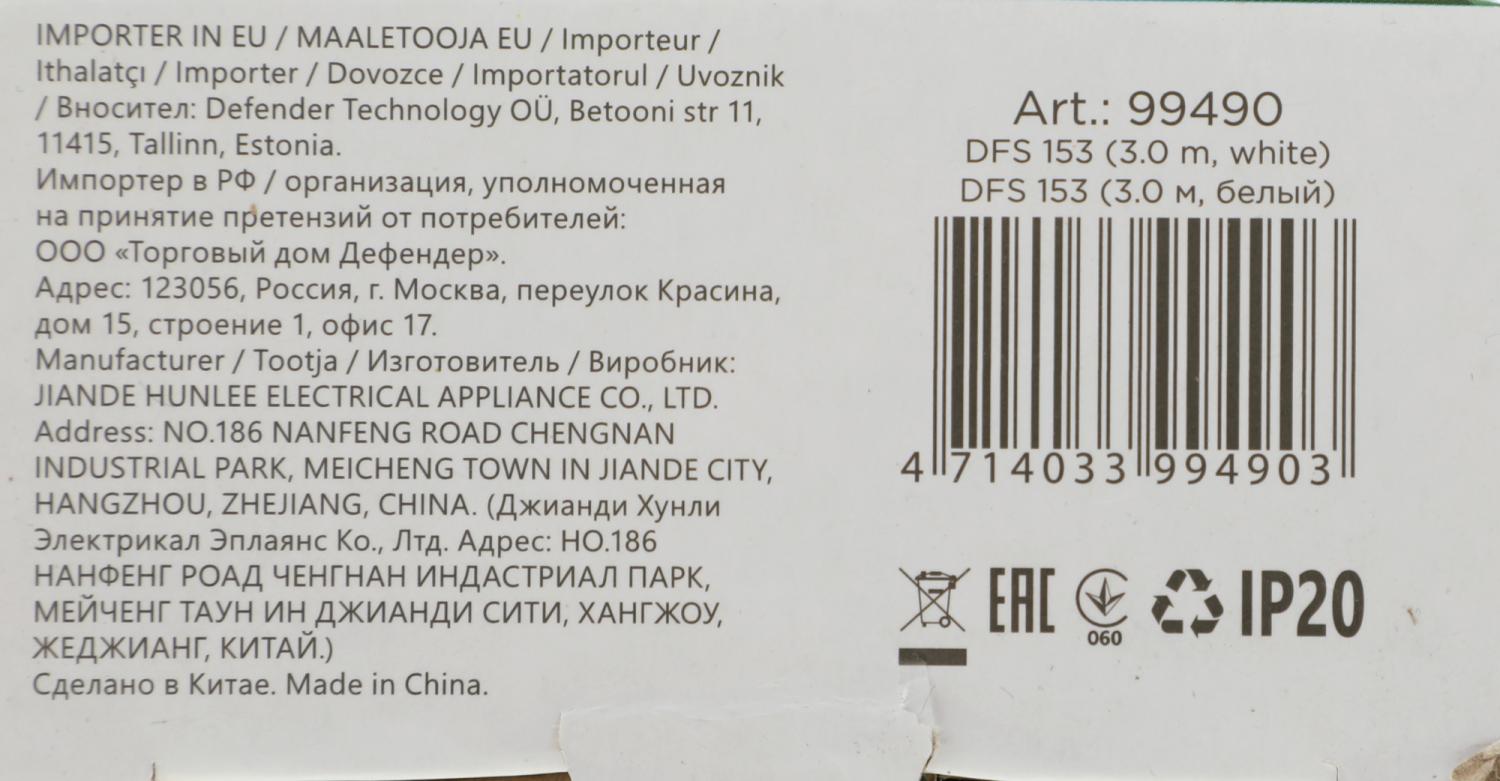 IMPORTER IN EU / MAALETOOJA EU / Importeur /
Ithalatçı / Importer / Dovozce / Importatorul / Uvoznik
/ Вносител: Defender Technology OÜ, Betooni str 11,
11415, Tallinn, Estonia.
Импортер в РФ / организация, уполномоченная
на принятие претензий от потребителей:
ООО «Торговый дом Дефендер».
Адрес: 123056, Россия, г. Москва, переулок Красина,
дом 15, строение 1, офис 17.
Manufacturer / Tootja / Изготовитель / Виробник:
JIANDE HUNLEE ELECTRICAL APPLIANCE CO., LTD.
Address: NO.186 NANFENG ROAD CHENGNAN
INDUSTRIAL PARK, MEICHENG TOWN IN JIANDE CITY,
HANGZHOU, ZHEJIANG, CHINA. (Джианди Хунли
Электрикал Эплаянс Ко., Лтд. Адрес: НО.186
НАНФЕНГ РОАД ЧЕНГНАН ИНДАСТРИАЛ ПАРК,
МЕЙЧЕНГ ТАУН ИН ДЖИАНДИ СИТИ, ХАНГЖОУ,
ЖЕДЖИАНГ, КИТАЙ.)
Сделано в Китае. Made in China.
Art.: 99490
DFS 153 (3.0 m, white)
DFS 153 (3.0 м, белый)
4 714033 994903
EAC
060
IP20